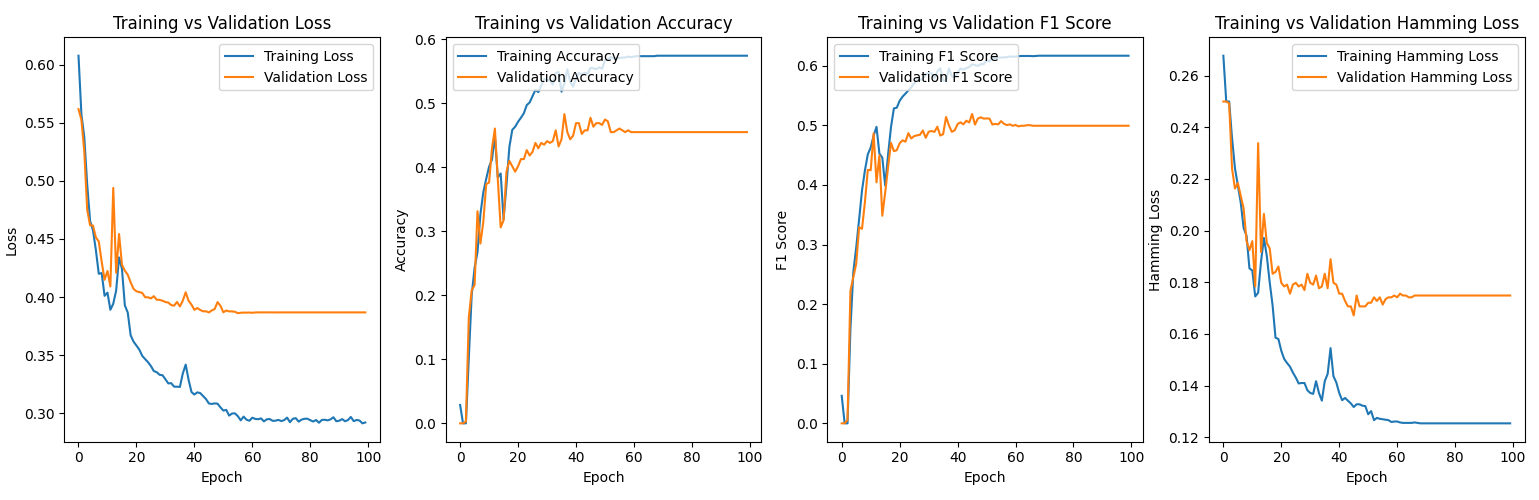 Training vs Validation Loss
Training Loss
Validation Loss
0.60
0.55
0.50
0.45
0.40
0.35
0.30
Loss
0 20 40 60 80 100
Epoch
Training vs Validation Accuracy
Training Accuracy
Validation Accuracy
0.6
0.5
0.4
0.3
0.2
0.1
0.0
Accuracy
0 20 40 60 80 100
Epoch
Training vs Validation F1 Score
Training F1 Score
Validation F1 Score
0.6
0.5
0.4
0.3
0.2
0.1
0.0
F1 Score
0 20 40 60 80 100
Epoch
Training vs Validation Hamming Loss
Training Hamming Loss
Validation Hamming Loss
0.26
0.24
0.22
0.20
0.18
0.16
0.14
0.12
Hamming Loss
0 20 40 60 80 100
Epoch